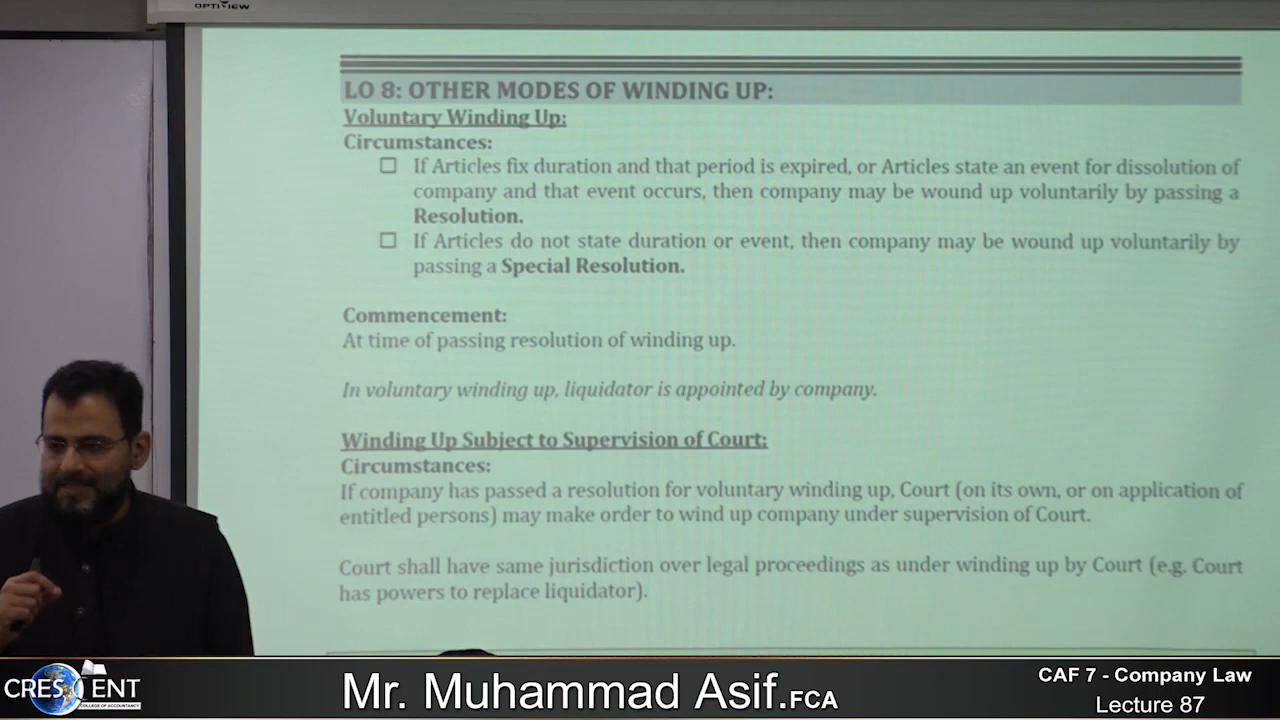 OPTIVIEW
LO 8: OTHER MODES OF WINDING UP:
Voluntary Winding Up:
Circumstances:
☐ If Articles fix duration and that period is expired, or Articles state an event for dissolution of
company and that event occurs, then company may be wound up voluntarily by passing a
Resolution.
☐ If Articles do not state duration or event, then company may be wound up voluntarily by
passing a Special Resolution.
Commencement:
At time of passing resolution of winding up.
In voluntary winding up, liquidator is appointed by company.
Winding Up Subject to Supervision of Court:
Circumstances:
If company has passed a resolution for voluntary winding up, Court (on its own, or on application of
entitled persons) may make order to wind up company under supervision of Court.
Court shall have same jurisdiction over legal proceedings as under winding up by Court (e.g. Court
has powers to replace liquidator).
CRESCENT
COLLEGE OF ACCOUNTANCY
Mr. Muhammad Asif.FCA
CAF 7 - Company Law
Lecture 87